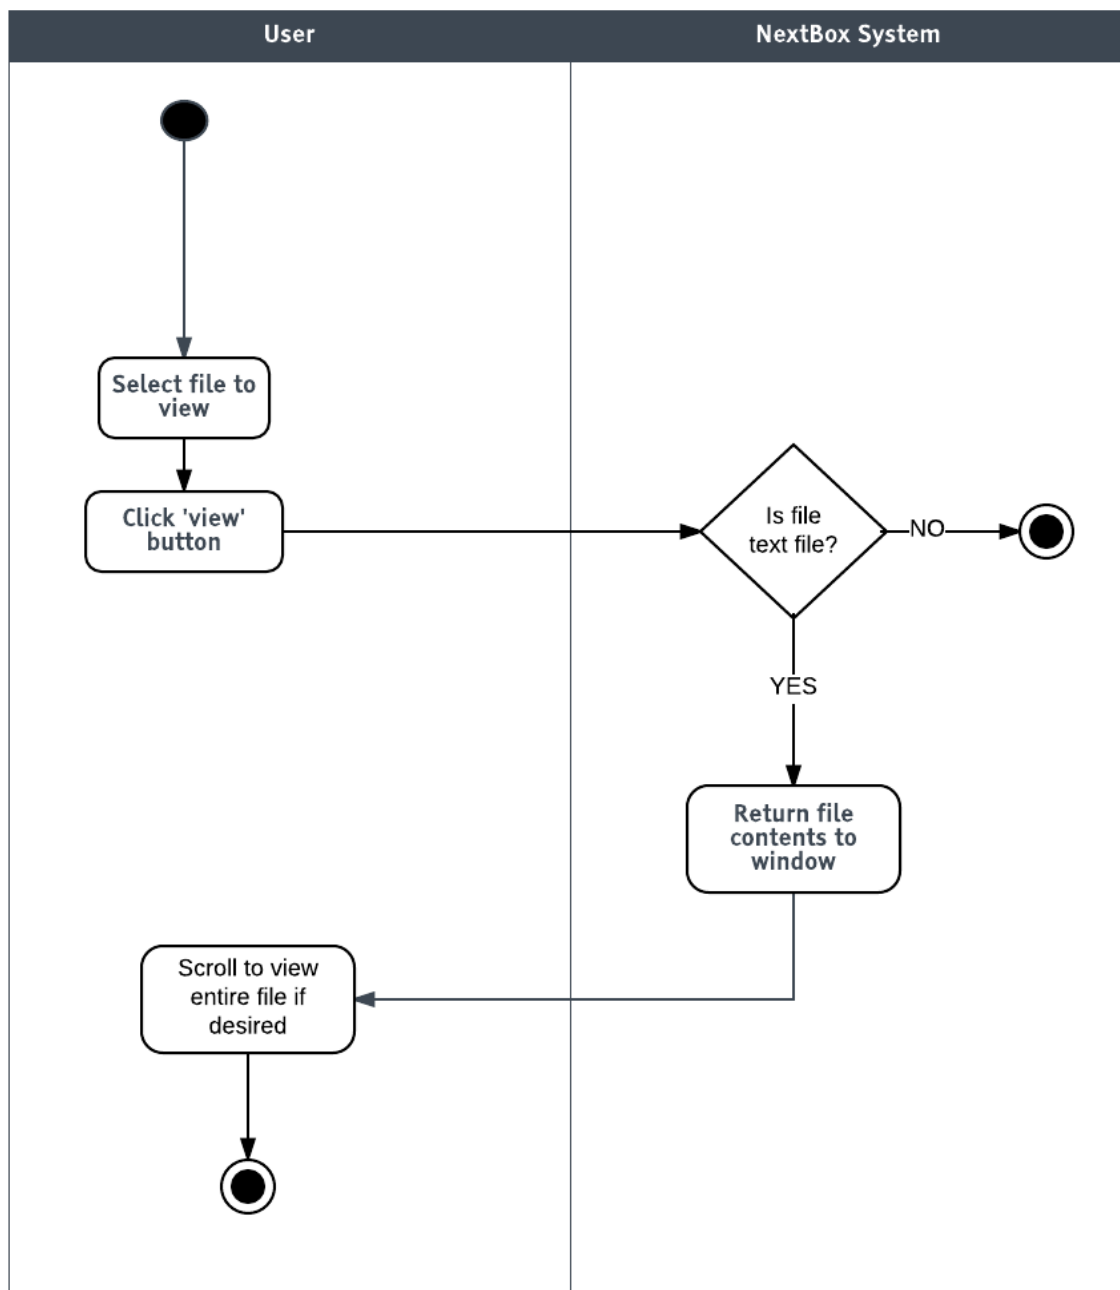 User
NextBox System
Select file to
view
Click 'view'
button
Is file
text file?
NO
YES
Return file
contents to
window
Scroll to view
entire file if
desired